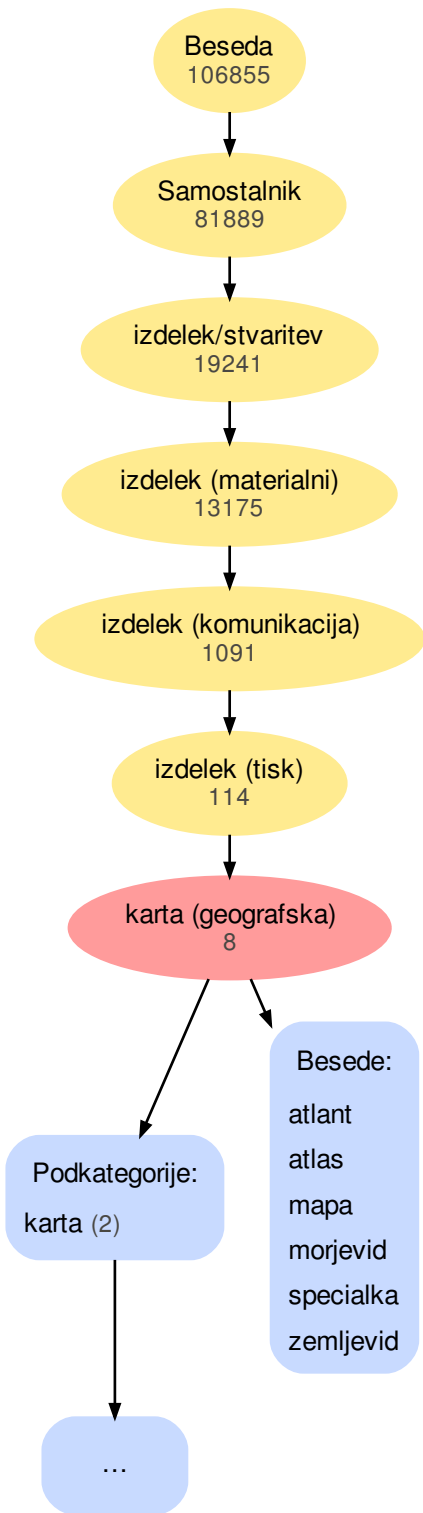 Beseda
106855
Samostalnik
81889
izdelek/stvaritev
19241
izdelek (materialni)
13175
izdelek (komunikacija)
1091
izdelek (tisk)
114
karta (geografska)
8
Besede:
atlant
atlas
mapa
morjevid
specialka
zemljevid
Podkategorije:
karta (2)
...